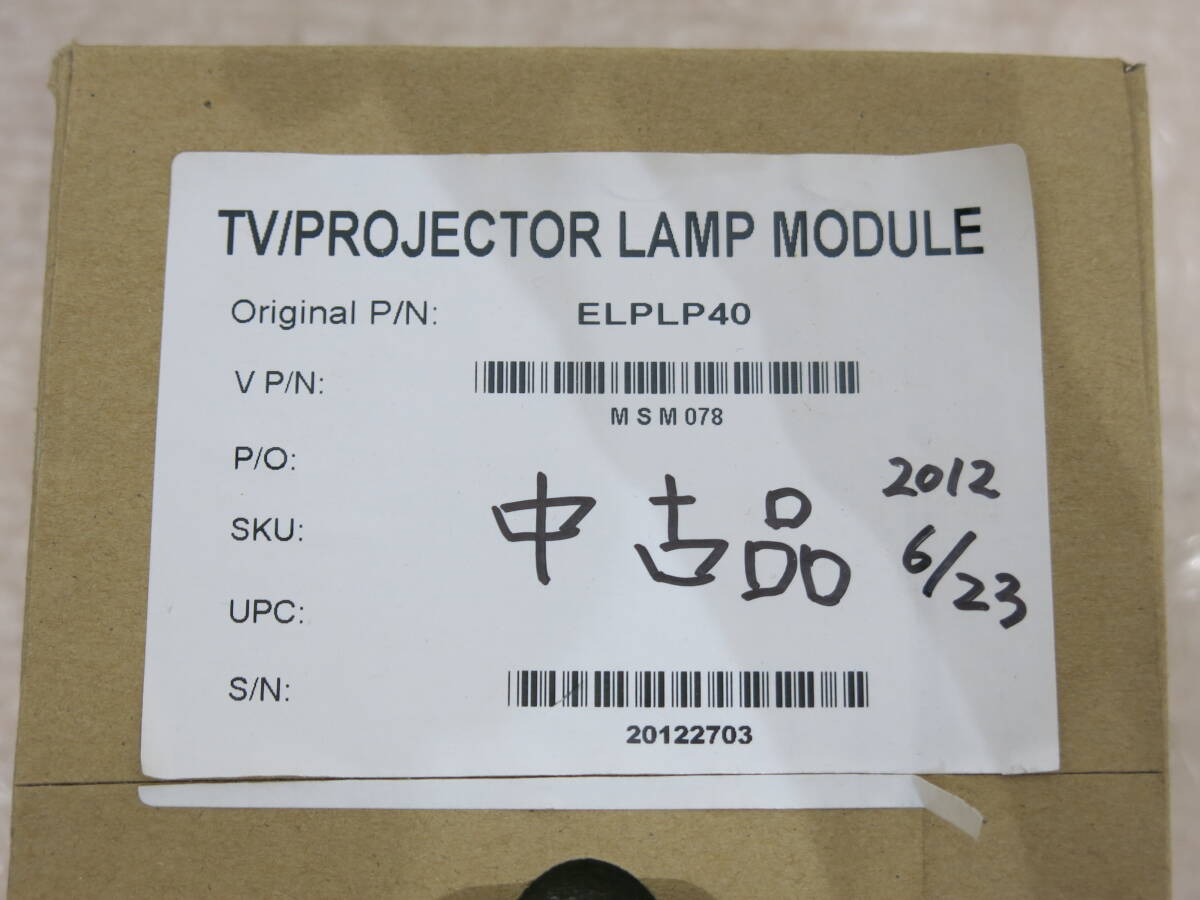 TV/PROJECTOR LAMP MODULE
Original P/N: ELPLP40
V P/N:
M S M 078
P/O:
2012
SKU:
中古品
6/23
UPC:
S/N:
20122703